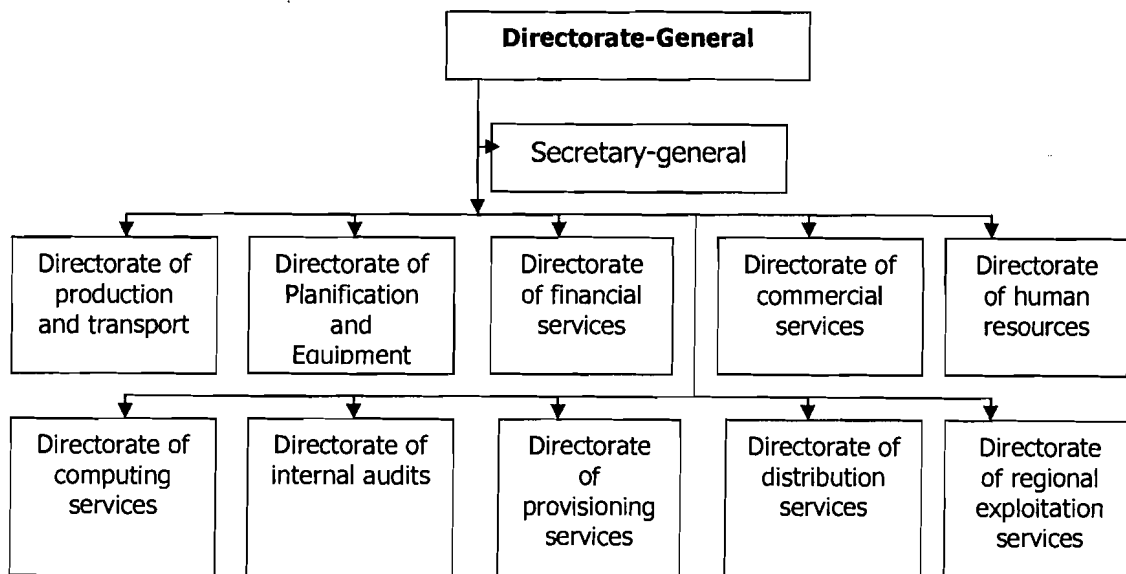 Directorate-General
Secretary-general
Directorate of
production
and transport
Directorate of
Planification
and
Equipment
Directorate
of financial
services
Directorate of
commercial
services
Directorate
of human
resources
Directorate of
computing
services
Directorate of
internal audits
Directorate
of
provisioning
services
Directorate of
distribution
services
Directorate
of regional
exploitation
services